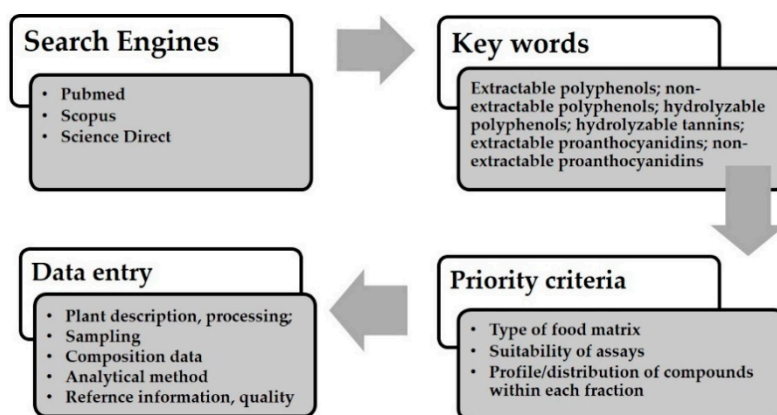 Search Engines
• Pubmed
• Scopus
• Science Direct
Key words
Extractable polyphenols; non-
extractable polyphenols; hydrolyzable
polyphenols; hydrolyzable tannins;
extractable proanthocyanidins; non-
extractable proanthocyanidins
Priority criteria
• Type of food matrix
• Suitability of assays
• Profile/distribution of compounds
within each fraction
Data entry
• Plant description, processing;
• Sampling
• Composition data
• Analytical method
• Refernce information, quality